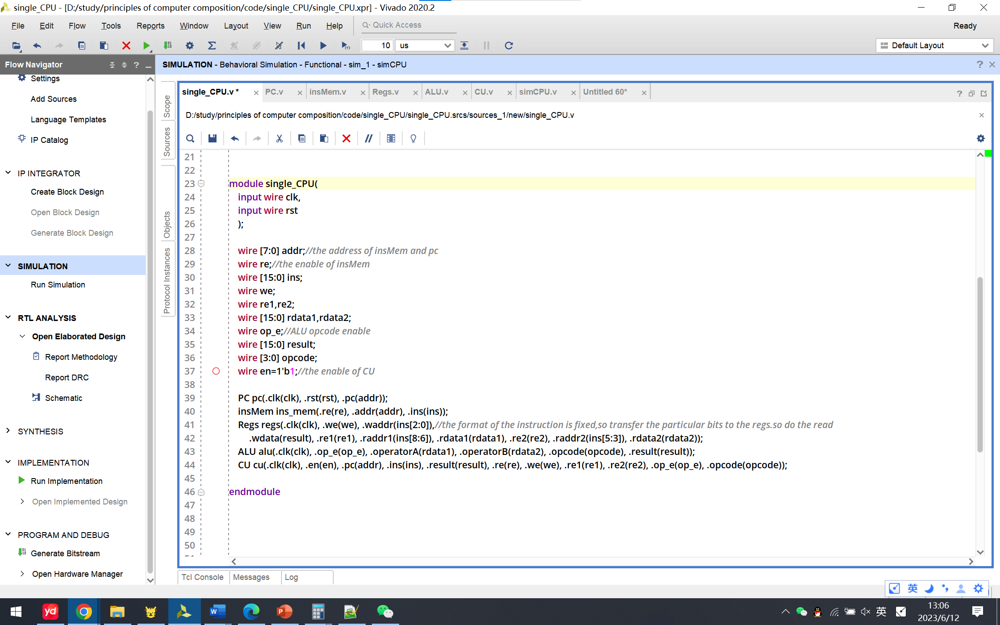 single_CPU - [D:/study/principles of computer composition/code/single_CPU/single_CPU.xpr] - Vivado 2020.2
File Edit Flow Tools Reports Window Layout View Run Help Quick Access Ready
10 us Default Layout
Flow Navigator
SIMULATION - Behavioral Simulation - Functional - sim_1 - simCPU
Settings
Add Sources
Language Templates
IP Catalog
IP INTEGRATOR
Create Block Design
Open Block Design
Generate Block Design
SIMULATION
Run Simulation
RTL ANALYSIS
Open Elaborated Design
Report Methodology
Report DRC
Schematic
SYNTHESIS
IMPLEMENTATION
Run Implementation
Open Implemented Design
PROGRAM AND DEBUG
Generate Bitstream
Open Hardware Manager
Scope
Sources
Objects
Protocol Instances
single_CPU.v * PC.v insMem.v Regs.v ALU.v CU.v simCPU.v Untitled 60*
D:/study/principles of computer composition/code/single_CPU/single_CPU.srcs/sources_1/new/single_CPU.v
21
22
23 module single_CPU(
24 input wire clk,
25 input wire rst
26 );
27
28 wire [7:0] addr;//the address of insMem and pc
29 wire re;//the enable of insMem
30 wire [15:0] ins;
31 wire we;
32 wire re1,re2;
33 wire [15:0] rdata1,rdata2;
34 wire op_e;//ALU opcode enable
35 wire [15:0] result;
36 wire [3:0] opcode;
37 wire en=1'b1;//the enable of CU
38
39 PC pc(.clk(clk), .rst(rst), .pc(addr));
40 insMem ins_mem(.re(re), .addr(addr), .ins(ins));
41 Regs regs(.clk(clk), .we(we), .waddr(ins[2:0]),//the format of the instruction is fixed,so transfer the particular bits to the regs.so do the read
42 .wdata(result), .re1(re1), .raddr1(ins[8:6]), .rdata1(rdata1), .re2(re2), .raddr2(ins[5:3]), .rdata2(rdata2));
43 ALU alu(.clk(clk), .op_e(op_e), .operatorA(rdata1), .operatorB(rdata2), .opcode(opcode), .result(result));
44 CU cu(.clk(clk), .en(en), .pc(addr), .ins(ins), .result(result), .re(re), .we(we), .re1(re1), .re2(re2), .op_e(op_e), .opcode(opcode));
45
46 endmodule
47
48
49
50
Tcl Console Messages Log
英
yd
英
13:06
2023/6/12